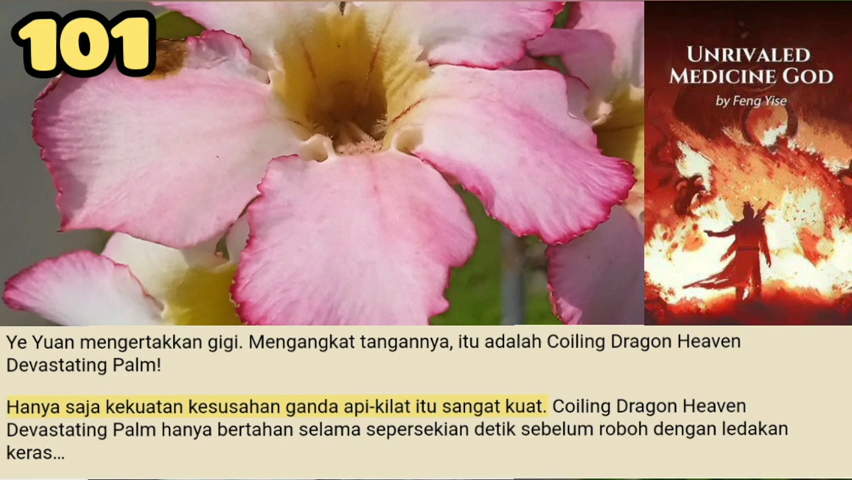 101
UNRIVALED
MEDICINE GOD
by Feng Yise
Ye Yuan mengertakkan gigi. Mengangkat tangannya, itu adalah Coiling Dragon Heaven
Devastating Palm!
Hanya saja kekuatan kesusahan ganda api-kilat itu sangat kuat. Coiling Dragon Heaven
Devastating Palm hanya bertahan selama sepersekian detik sebelum roboh dengan ledakan
keras...